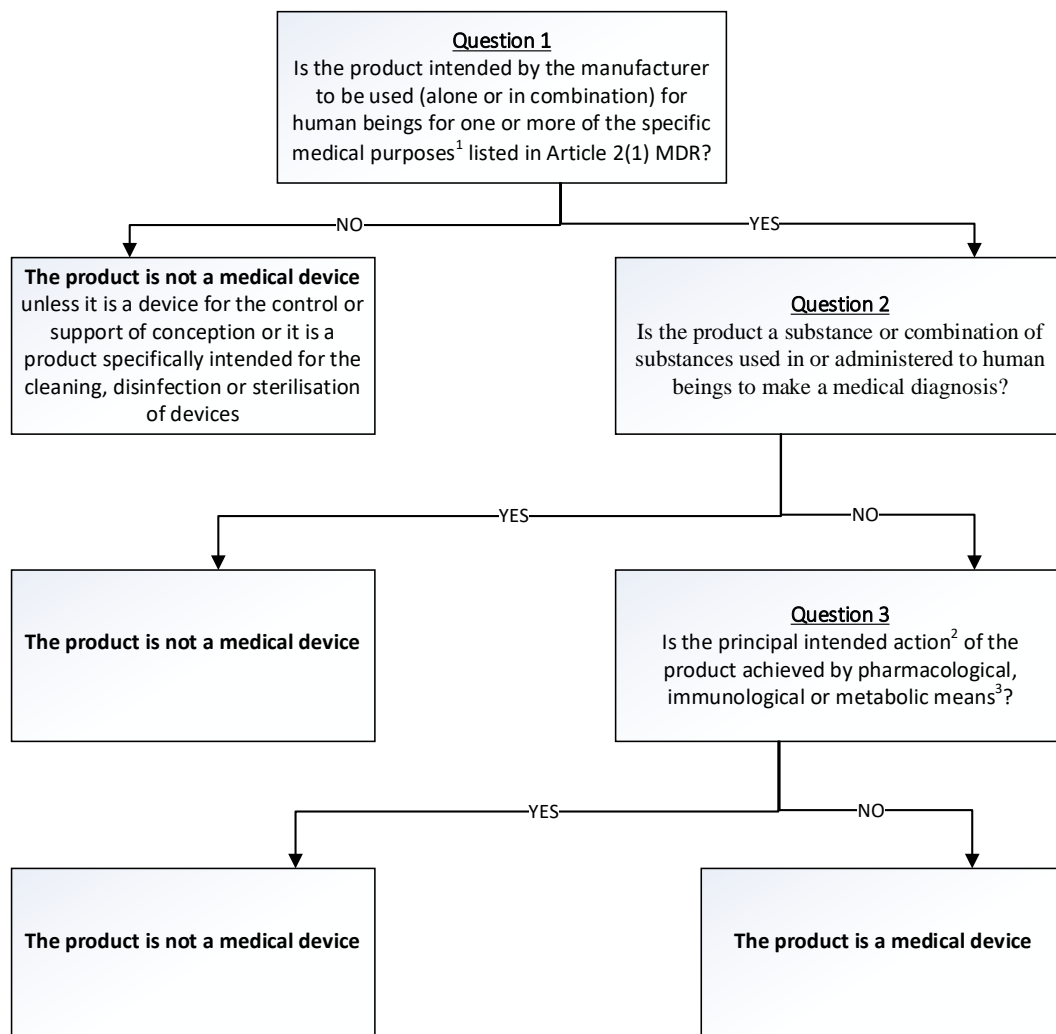 Question 1
Is the product intended by the manufacturer
to be used (alone or in combination) for
human beings for one or more of the specific
medical purposes1 listed in Article 2(1) MDR?
NO
YES
The product is not a medical device
unless it is a device for the control or
support of conception or it is a
product specifically intended for the
cleaning, disinfection or sterilisation
of devices
Question 2
Is the product a substance or combination of
substances used in or administered to human
beings to make a medical diagnosis?
YES
NO
The product is not a medical device
Question 3
Is the principal intended action2 of the
product achieved by pharmacological,
immunological or metabolic means3?
YES
NO
The product is not a medical device
The product is a medical device